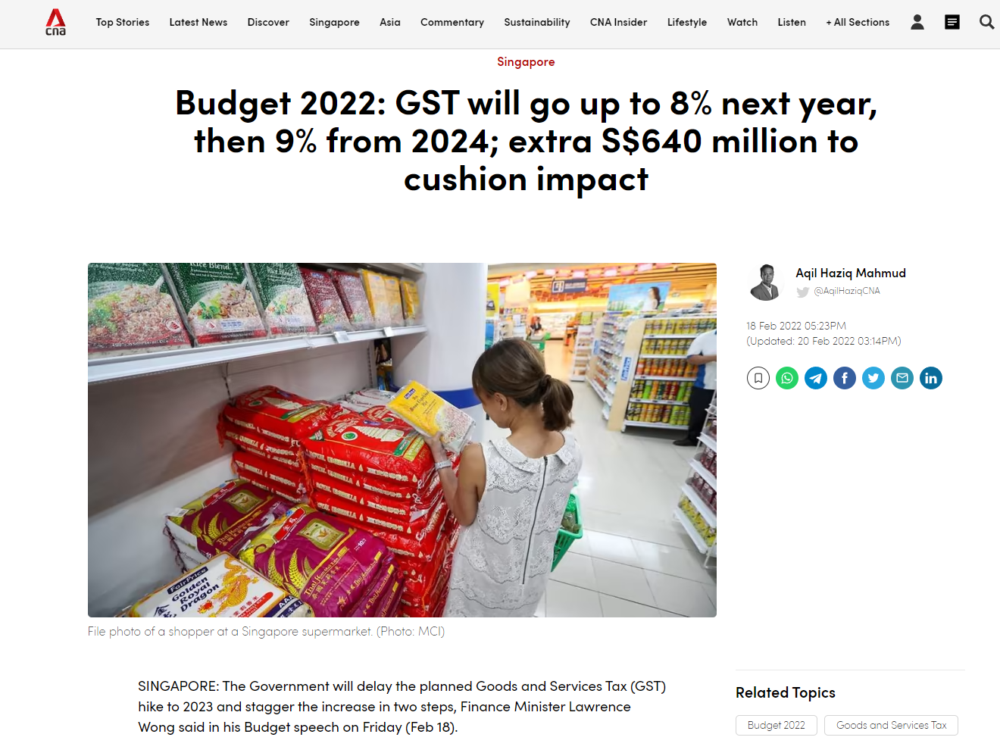 cna
Top Stories
Latest News
Discover
Singapore
Asia
Commentary
Sustainability
CNA Insider
Lifestyle
Watch
Listen
+ All Sections
Singapore
Budget 2022: GST will go up to 8% next year,
then 9% from 2024; extra S$640 million to
cushion impact
Rice Blend
FairPrice
Golden
Royal
Dragon
AAA
File photo of a shopper at a Singapore supermarket. (Photo: MCI)
Aqil Haziq Mahmud
@AqilHaziqCNA
18 Feb 2022 05:23PM
(Updated: 20 Feb 2022 03:14PM)
SINGAPORE: The Government will delay the planned Goods and Services Tax (GST)
hike to 2023 and stagger the increase in two steps, Finance Minister Lawrence
Wong said in his Budget speech on Friday (Feb 18).
Related Topics
Budget 2022
Goods and Services Tax